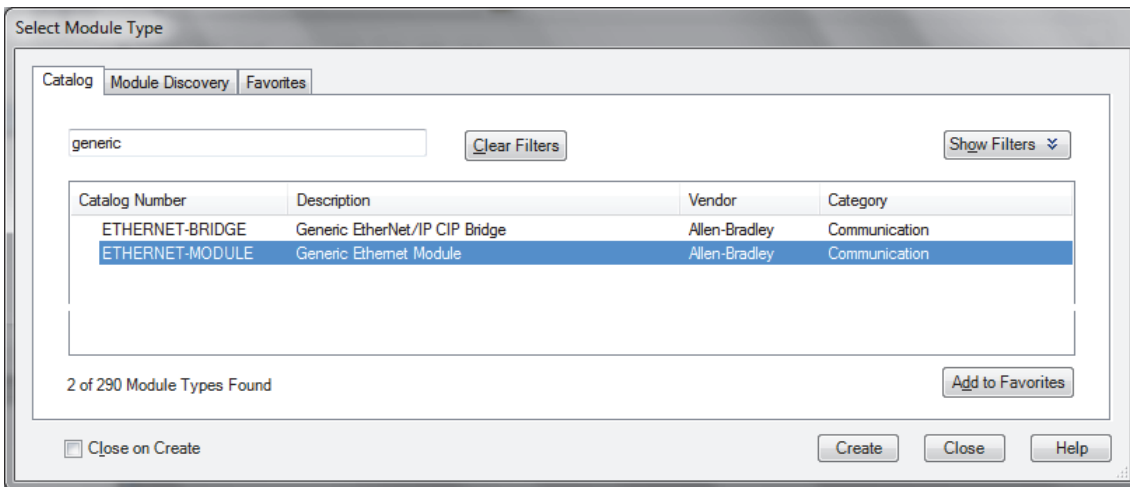 Select Module Type
Catalog Module Discovery Favorites
generic Clear Filters Show Filters
Catalog Number Description Vendor Category
ETHERNET-BRIDGE Generic EtherNet/IP CIP Bridge Allen-Bradley Communication
ETHERNET-MODULE Generic Ethernet Module Allen-Bradley Communication
2 of 290 Module Types Found Add to Favorites
Close on Create Create Close Help